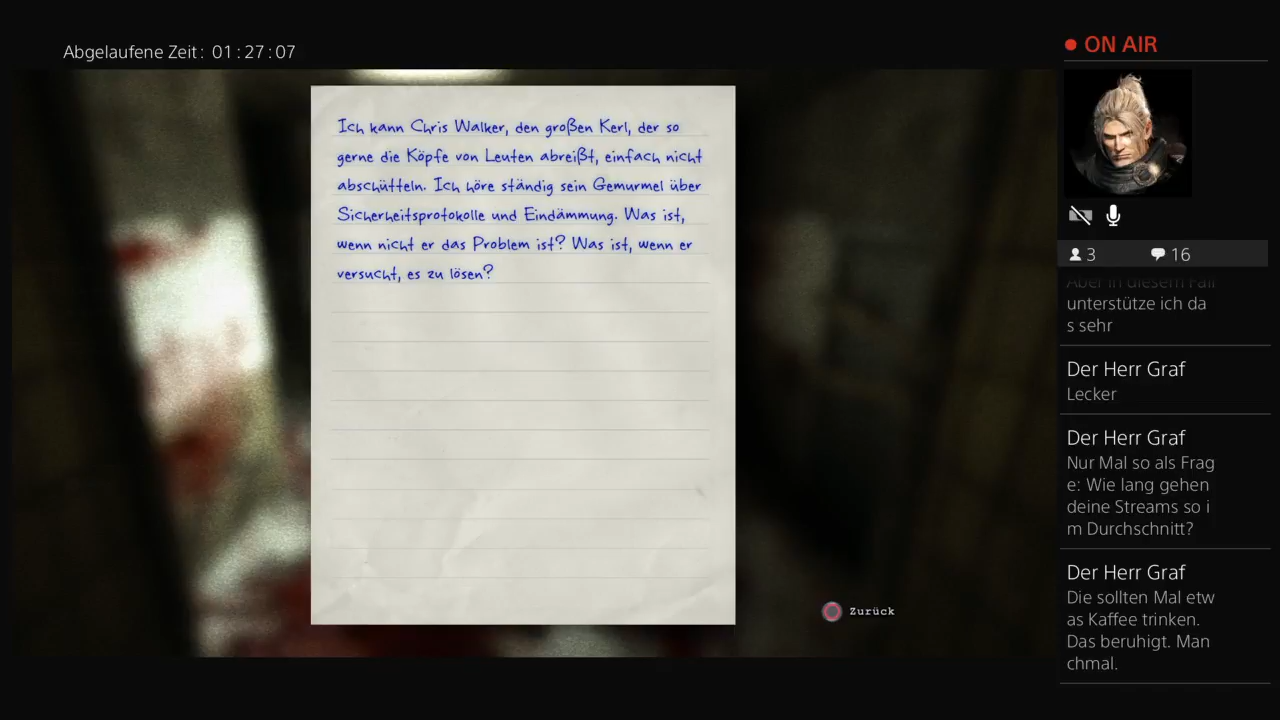 Abgelaufene Zeit: 01:27:07
ON AIR
Ich kann Chris Walker, den großen Kerl, der so
gerne die Köpfe von Leuten abreißt, einfach nicht
abschütteln. Ich höre ständig sein Gemurmel über
Sicherheitsprotokolle und Eindämmung. Was ist,
wenn nicht er das Problem ist? Was ist, wenn er
versucht, es zu lösen?
Zurück
3 16
Aber in diesem Fall
unterstütze ich da
s sehr
Der Herr Graf
Lecker
Der Herr Graf
Nur Mal so als Frag
e: Wie lang gehen
deine Streams so i
m Durchschnitt?
Der Herr Graf
Die sollten Mal etw
as Kaffee trinken.
Das beruhigt. Man
chmal.